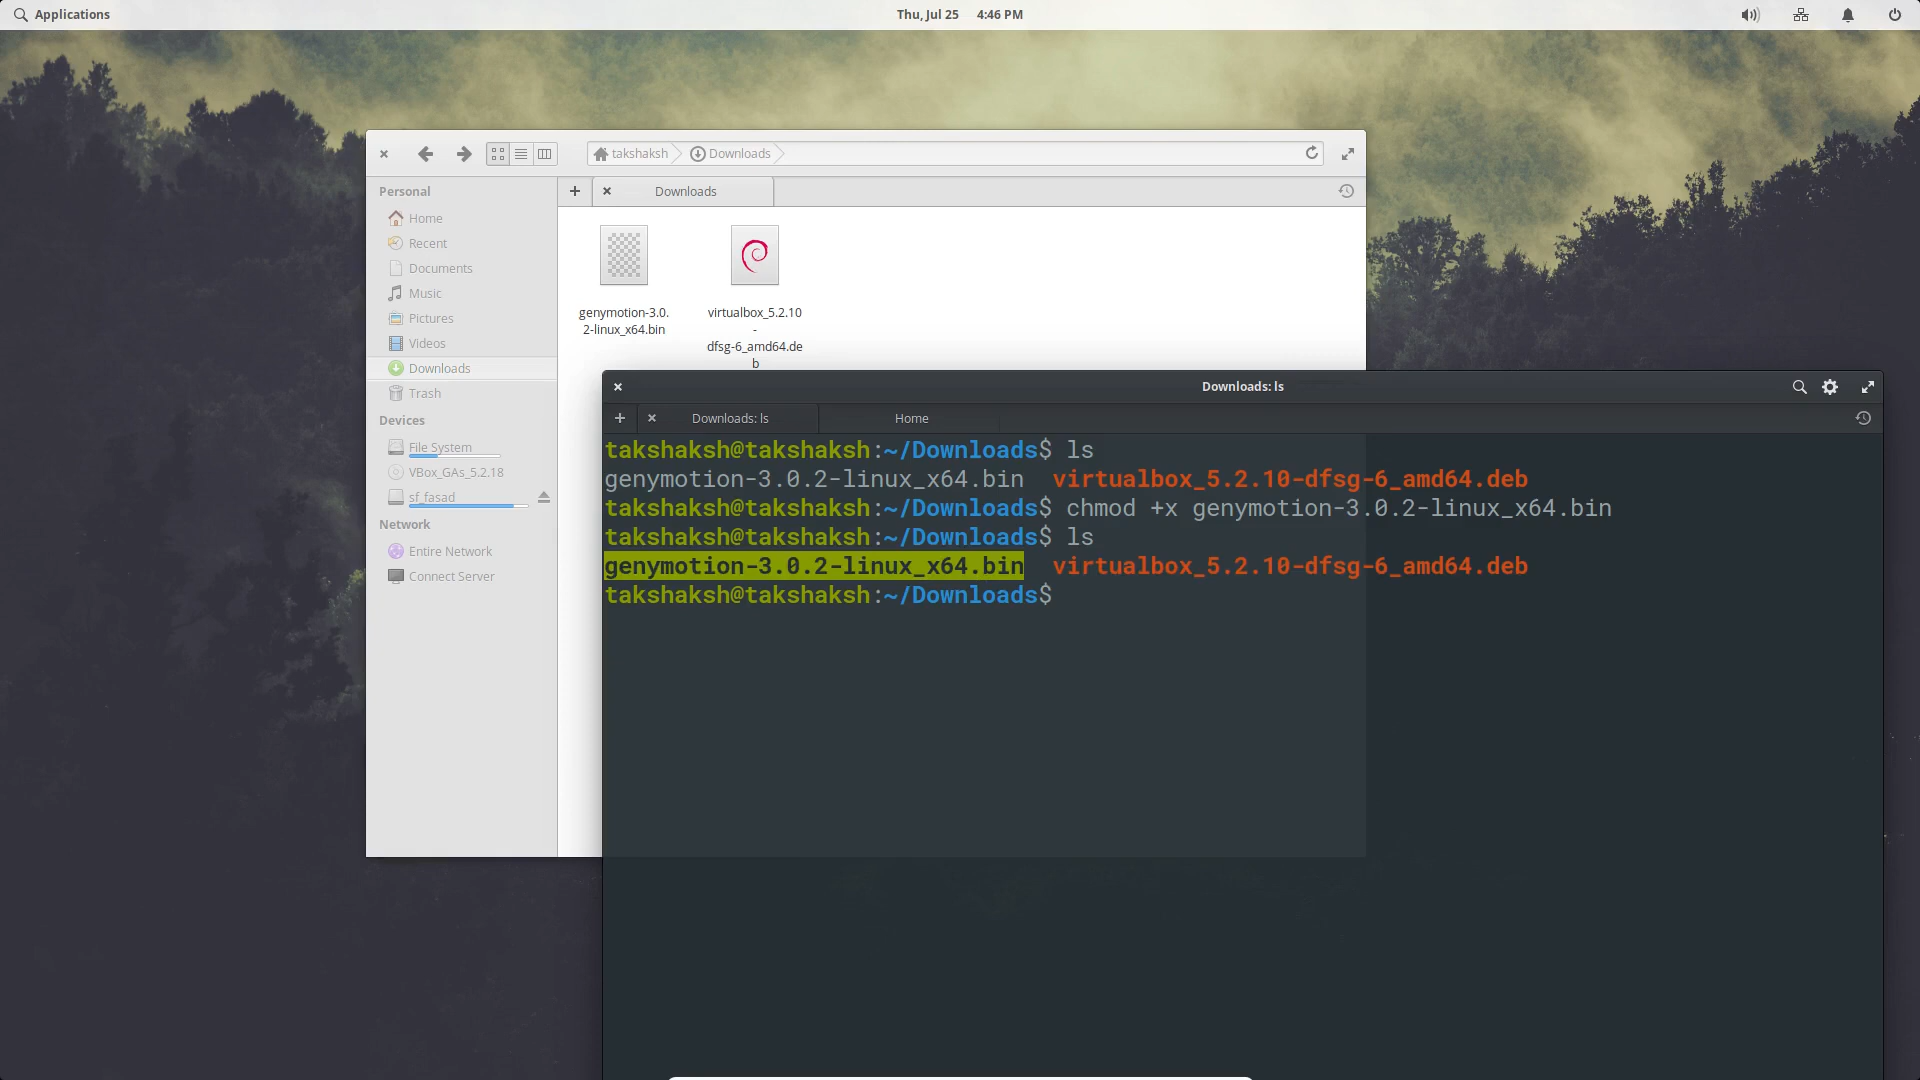 Applications
Thu, Jul 25 4:46 PM
takshaksh
Downloads
Personal
Home
Recent
Documents
Music
Pictures
Videos
Downloads
Trash
Devices
File System
VBox_GAs_5.2.18
sf_fasad
Network
Entire Network
Connect Server
Downloads
genymotion-3.0.
2-linux_x64.bin
virtualbox_5.2.10
-
dfsg-6_amd64.de
b
Downloads: ls
Downloads: ls
Home
takshaksh@takshaksh:~/Downloads$ ls
genymotion-3.0.2-linux_x64.bin virtualbox_5.2.10-dfsg-6_amd64.deb
takshaksh@takshaksh:~/Downloads$ chmod +x genymotion-3.0.2-linux_x64.bin
takshaksh@takshaksh:~/Downloads$ ls
genymotion-3.0.2-linux_x64.bin virtualbox_5.2.10-dfsg-6_amd64.deb
takshaksh@takshaksh:~/Downloads$